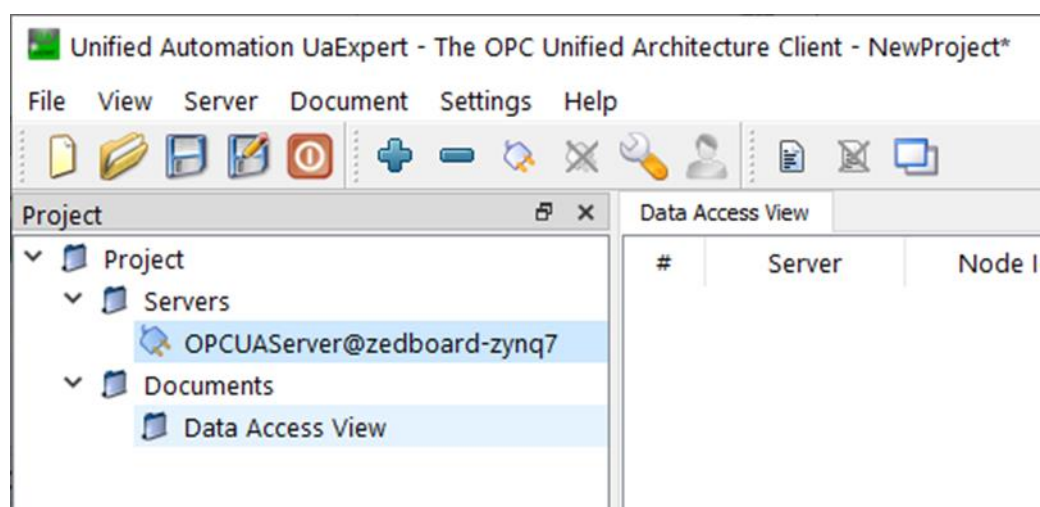 Unified Automation UaExpert - The OPC Unified Architecture Client - NewProject*
File View Server Document Settings Help
Project
Data Access View
Project
# Server Node I
Servers
OPCUAServer@zedboard-zynq7
Documents
Data Access View